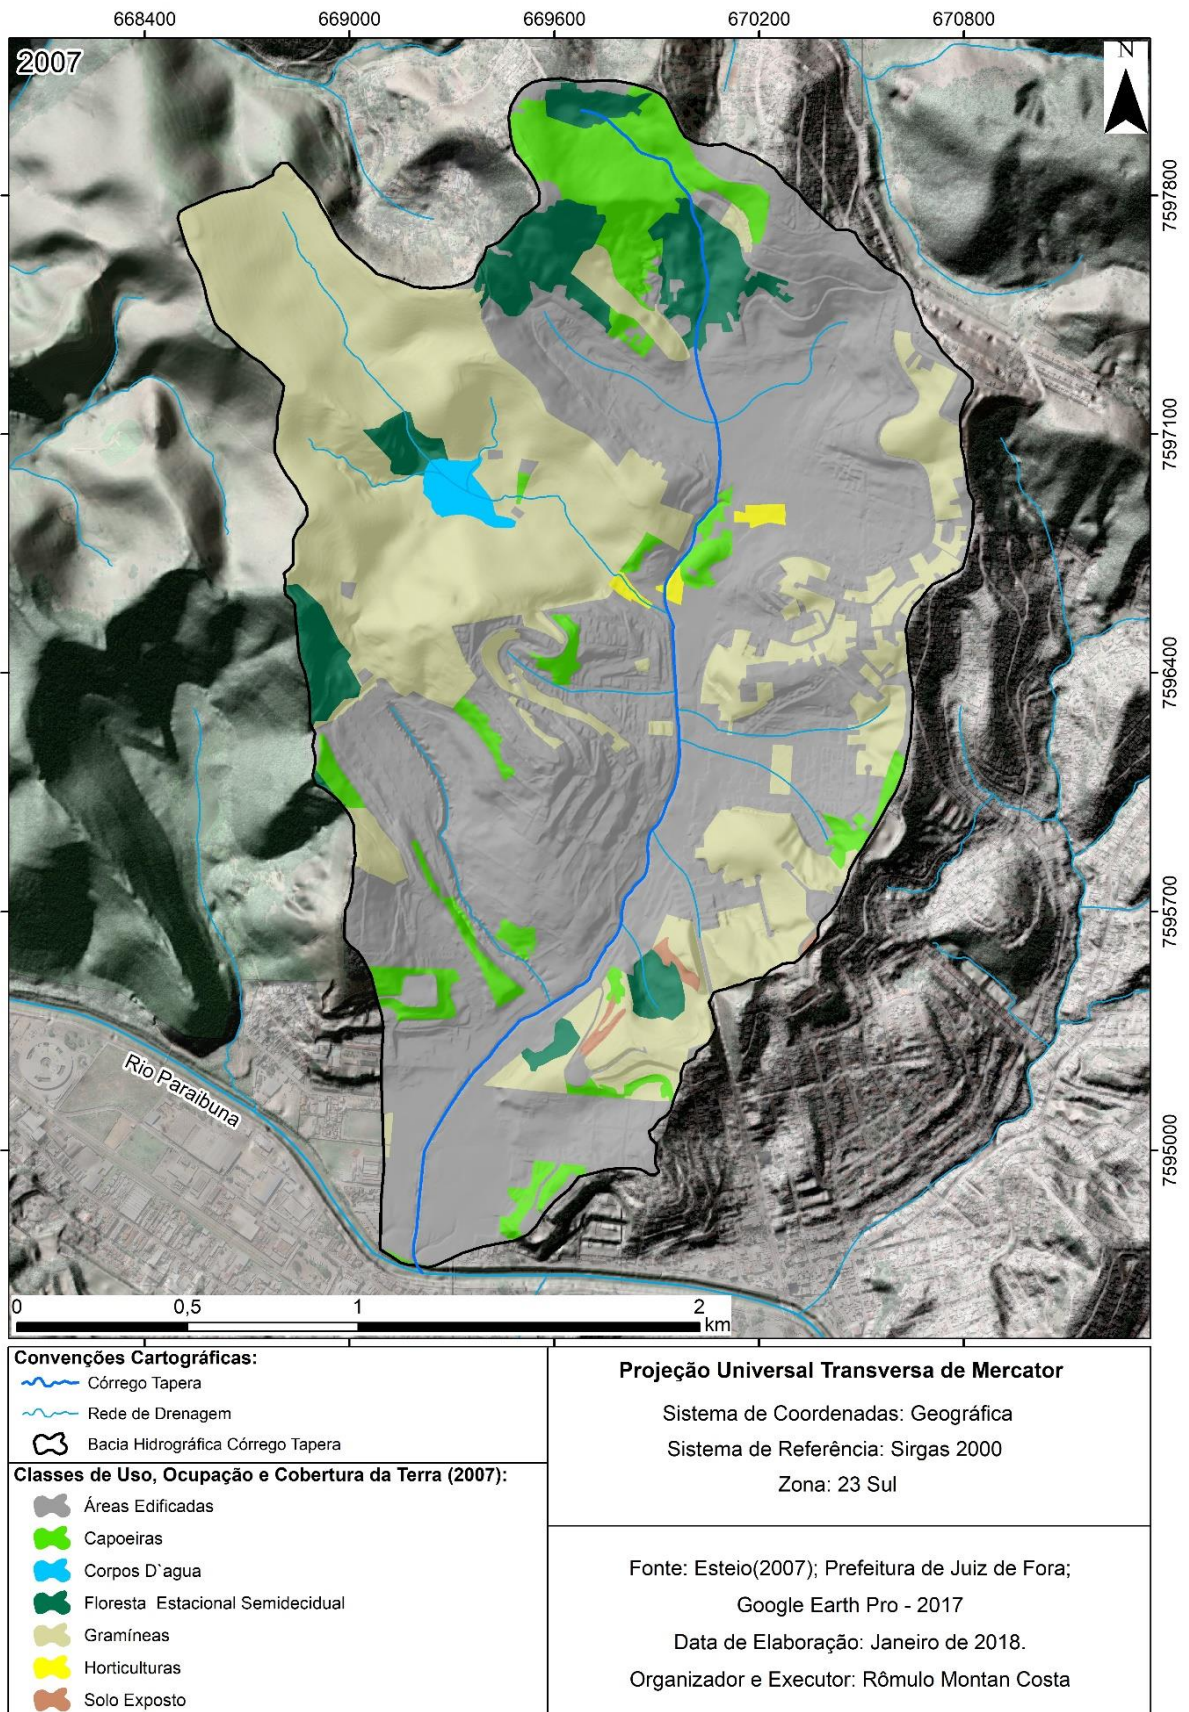 668400 669000 669600 670200 670800
2007
N
7597800
7597100
7596400
7595700
7595000
Rio Paraibuna
0 0,5 1 2
km
Convenções Cartográficas:
Córrego Tapera
Rede de Drenagem
Bacia Hidrográfica Córrego Tapera
Classes de Uso, Ocupação e Cobertura da Terra (2007):
Áreas Edificadas
Capoeiras
Corpos D`agua
Floresta Estacional Semidecidual
Gramíneas
Horticulturas
Solo Exposto
Projeção Universal Transversa de Mercator
Sistema de Coordenadas: Geográfica
Sistema de Referência: Sirgas 2000
Zona: 23 Sul
Fonte: Esteio(2007); Prefeitura de Juiz de Fora;
Google Earth Pro - 2017
Data de Elaboração: Janeiro de 2018.
Organizador e Executor: Rômulo Montan Costa